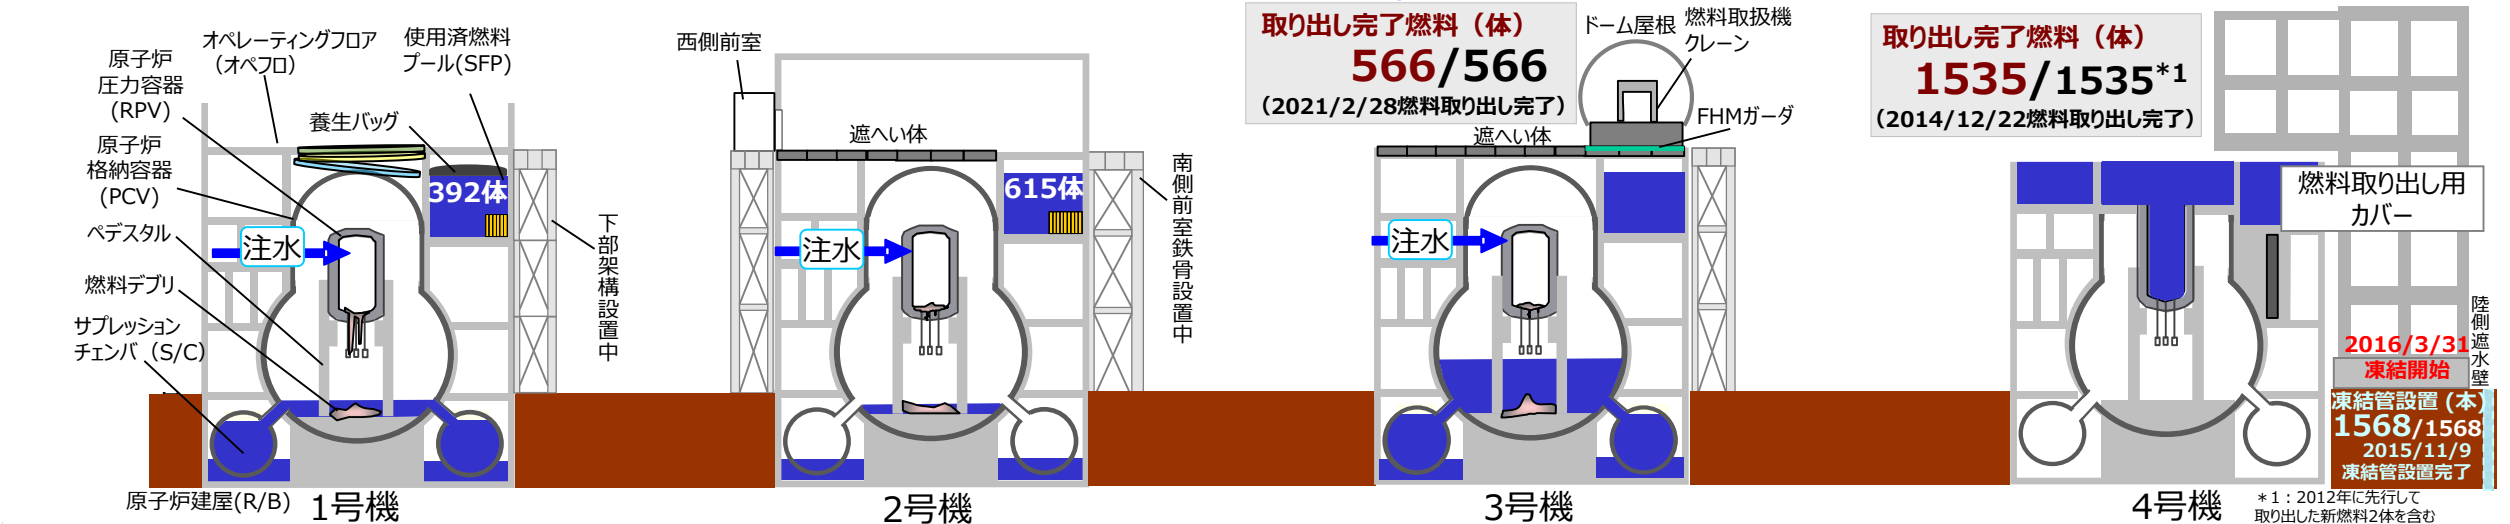 原子炉
圧力容器
(RPV)
オペレーティングフロア
（オペフロ）
使用済燃料
プール(SFP)
養生バッグ
原子炉
格納容器
(PCV)
392体
ペデスタル
注水
燃料デブリ
サプレッション
チェンバ（S/C）
下部架構設置中
原子炉建屋(R/B)
1号機
西側前室
遮へい体
615体
注水
南側前室鉄骨設置中
2号機
取り出し完了燃料（体）
566/566
（2021/2/28燃料取り出し完了）
ドーム屋根
燃料取扱機
クレーン
FHMガーダ
遮へい体
注水
3号機
取り出し完了燃料（体）
1535/1535*1
（2014/12/22燃料取り出し完了）
燃料取り出し用
カバー
陸側遮水壁
2016/3/31
凍結開始
凍結管設置 (本)
1568/1568
2015/11/9
凍結管設置完了
4号機
＊1：2012年に先行して
取り出した新燃料2体を含む